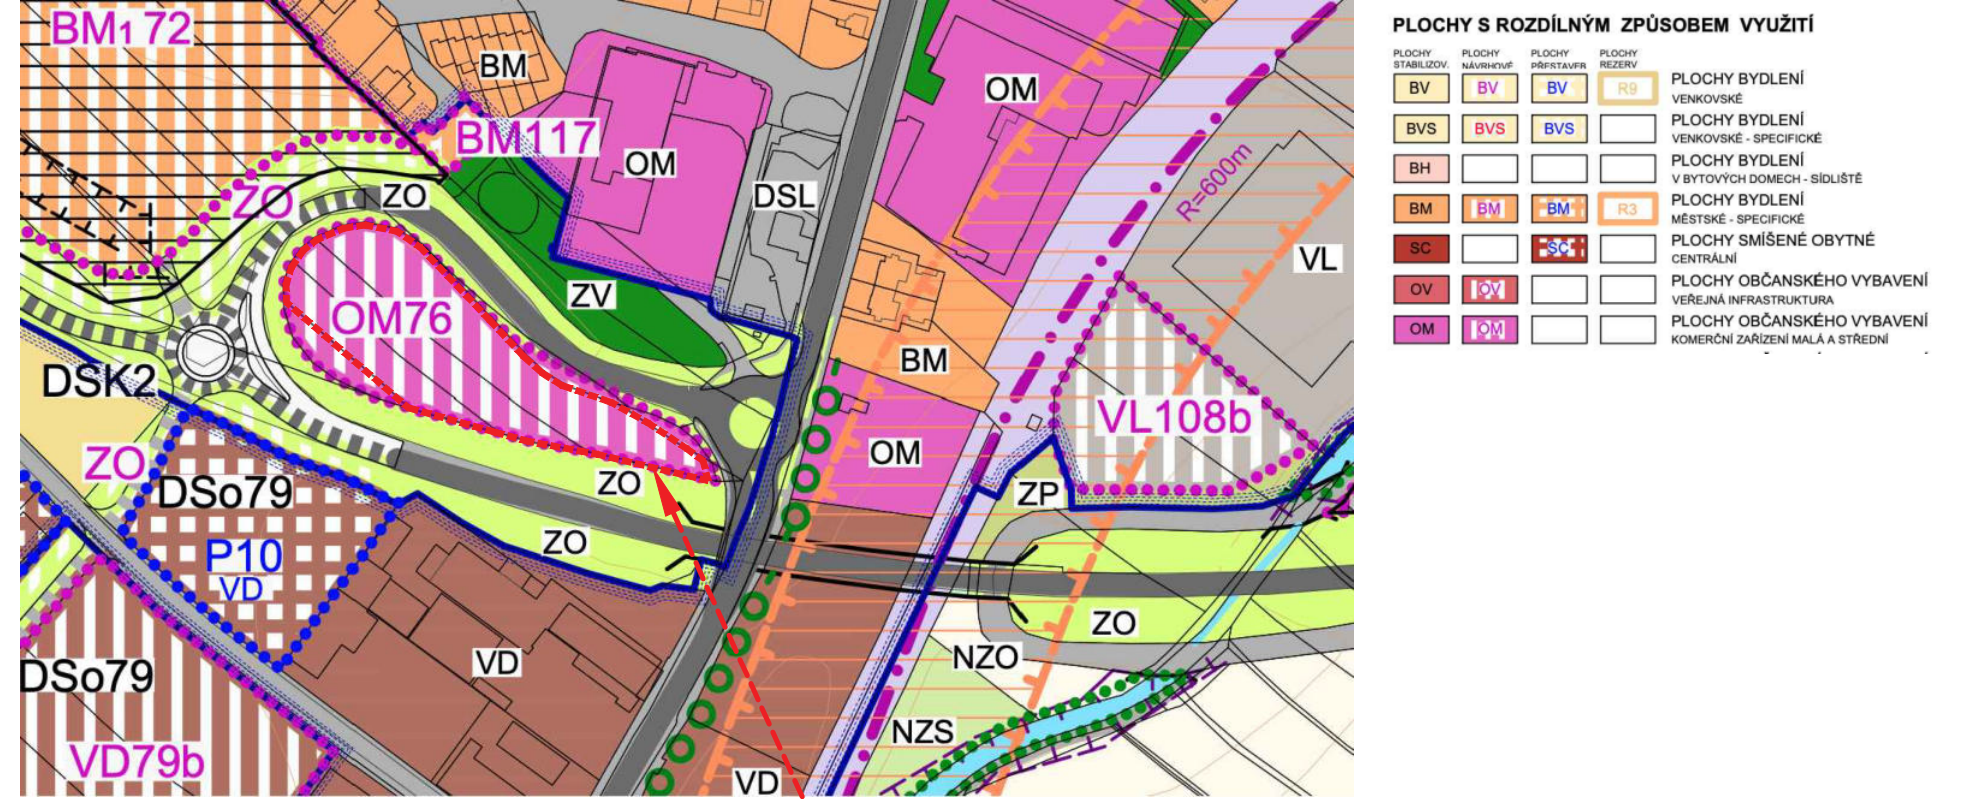 BM172
BM
BM117
OM
OM
DSL
ZO
ZO
R=600m
VL
ZV
OM76
BM
DSK2
VL108b
OM
ZO
ZO
ZP
DSo79
P10
VD
ZO
ZO
NZO
VD
DSo79
NZS
VD79b
VD
PLOCHY S ROZDÍLNÝM ZPŮSOBEM VYUŽITÍ
PLOCHY STABILIZOV.
PLOCHY NÁVRHOVÉ
PLOCHY PŘESTAVEB
PLOCHY REZERV
BV BV BV R9 PLOCHY BYDLENÍ
VENKOVSKÉ
BVS BVS BVS PLOCHY BYDLENÍ
VENKOVSKÉ - SPECIFICKÉ
BH PLOCHY BYDLENÍ
V BYTOVÝCH DOMECH - SÍDLIŠTĚ
BM BM BM R3 PLOCHY BYDLENÍ
MĚSTSKÉ - SPECIFICKÉ
SC SC PLOCHY SMÍŠENÉ OBYTNÉ
CENTRÁLNÍ
OV OV PLOCHY OBČANSKÉHO VYBAVENÍ
VEŘEJNÁ INFRASTRUKTURA
OM OM PLOCHY OBČANSKÉHO VYBAVENÍ
KOMERČNÍ ZAŘÍZENÍ MALÁ A STŘEDNÍ